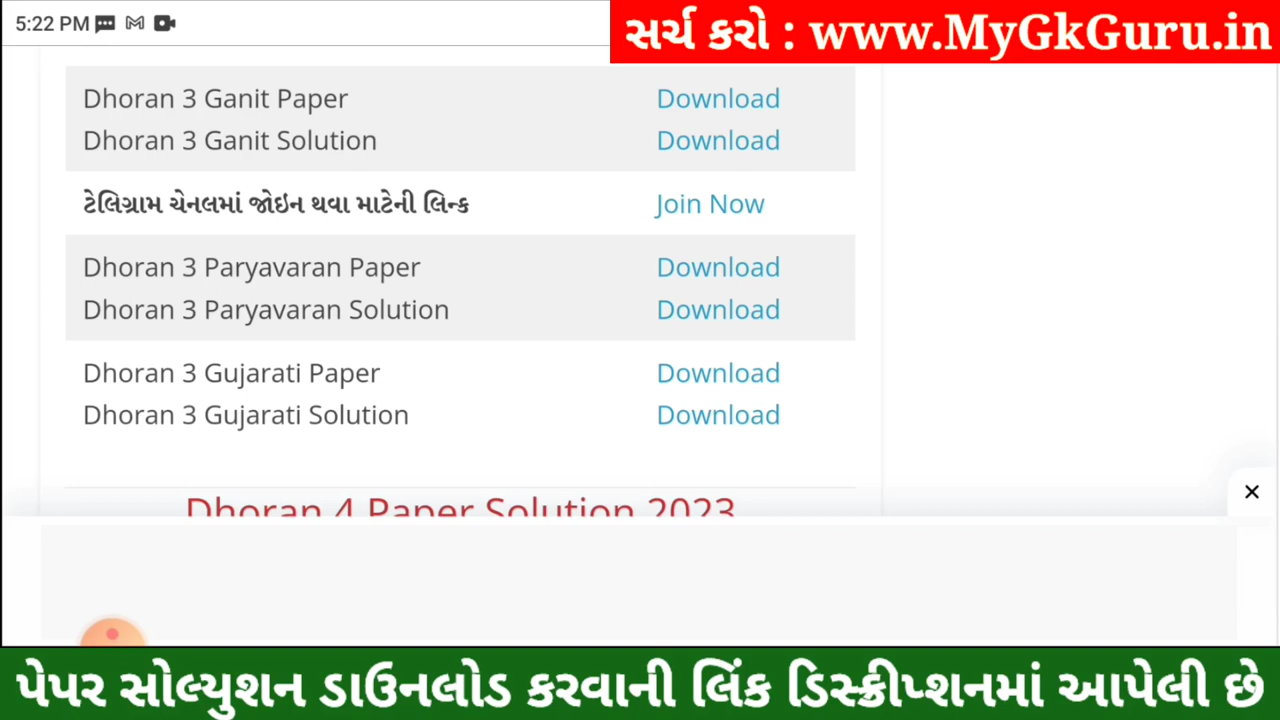 5:22 PM
સર્ચ કરો : www.MyGkGuru.in
Dhoran 3 Ganit Paper Download
Dhoran 3 Ganit Solution Download
ટેલિગ્રામ ચેનલમાં જોઇન થવા માટેની લિન્ક Join Now
Dhoran 3 Paryavaran Paper Download
Dhoran 3 Paryavaran Solution Download
Dhoran 3 Gujarati Paper Download
Dhoran 3 Gujarati Solution Download
Dhoran 4 Paper Solution 2023
પેપર સોલ્યુશન ડાઉનલોડ કરવાની લિંક ડિસ્ક્રીપ્શનમાં આપેલી છે